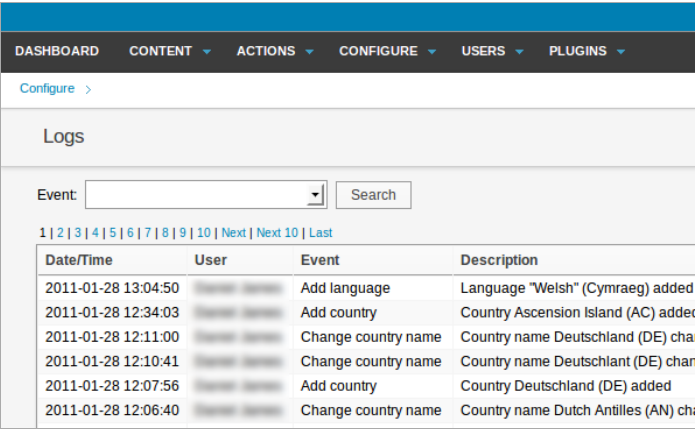 DASHBOARD CONTENT ACTIONS CONFIGURE USERS PLUGINS
Configure >
Logs
Event: Search
1 | 2 | 3 | 4 | 5 | 6 | 7 | 8 | 9 | 10 | Next | Next 10 | Last
Date/Time User Event Description
2011-01-28 13:04:50 Add language Language "Welsh" (Cymraeg) added
2011-01-28 12:34:03 Add country Country Ascension Island (AC) added
2011-01-28 12:11:00 Change country name Country name Deutschland (DE) cha
2011-01-28 12:10:41 Change country name Country name Deutschlant (DE) chan
2011-01-28 12:07:56 Add country Country Deutschland (DE) added
2011-01-28 12:06:40 Change country name Country name Dutch Antilles (AN) cha